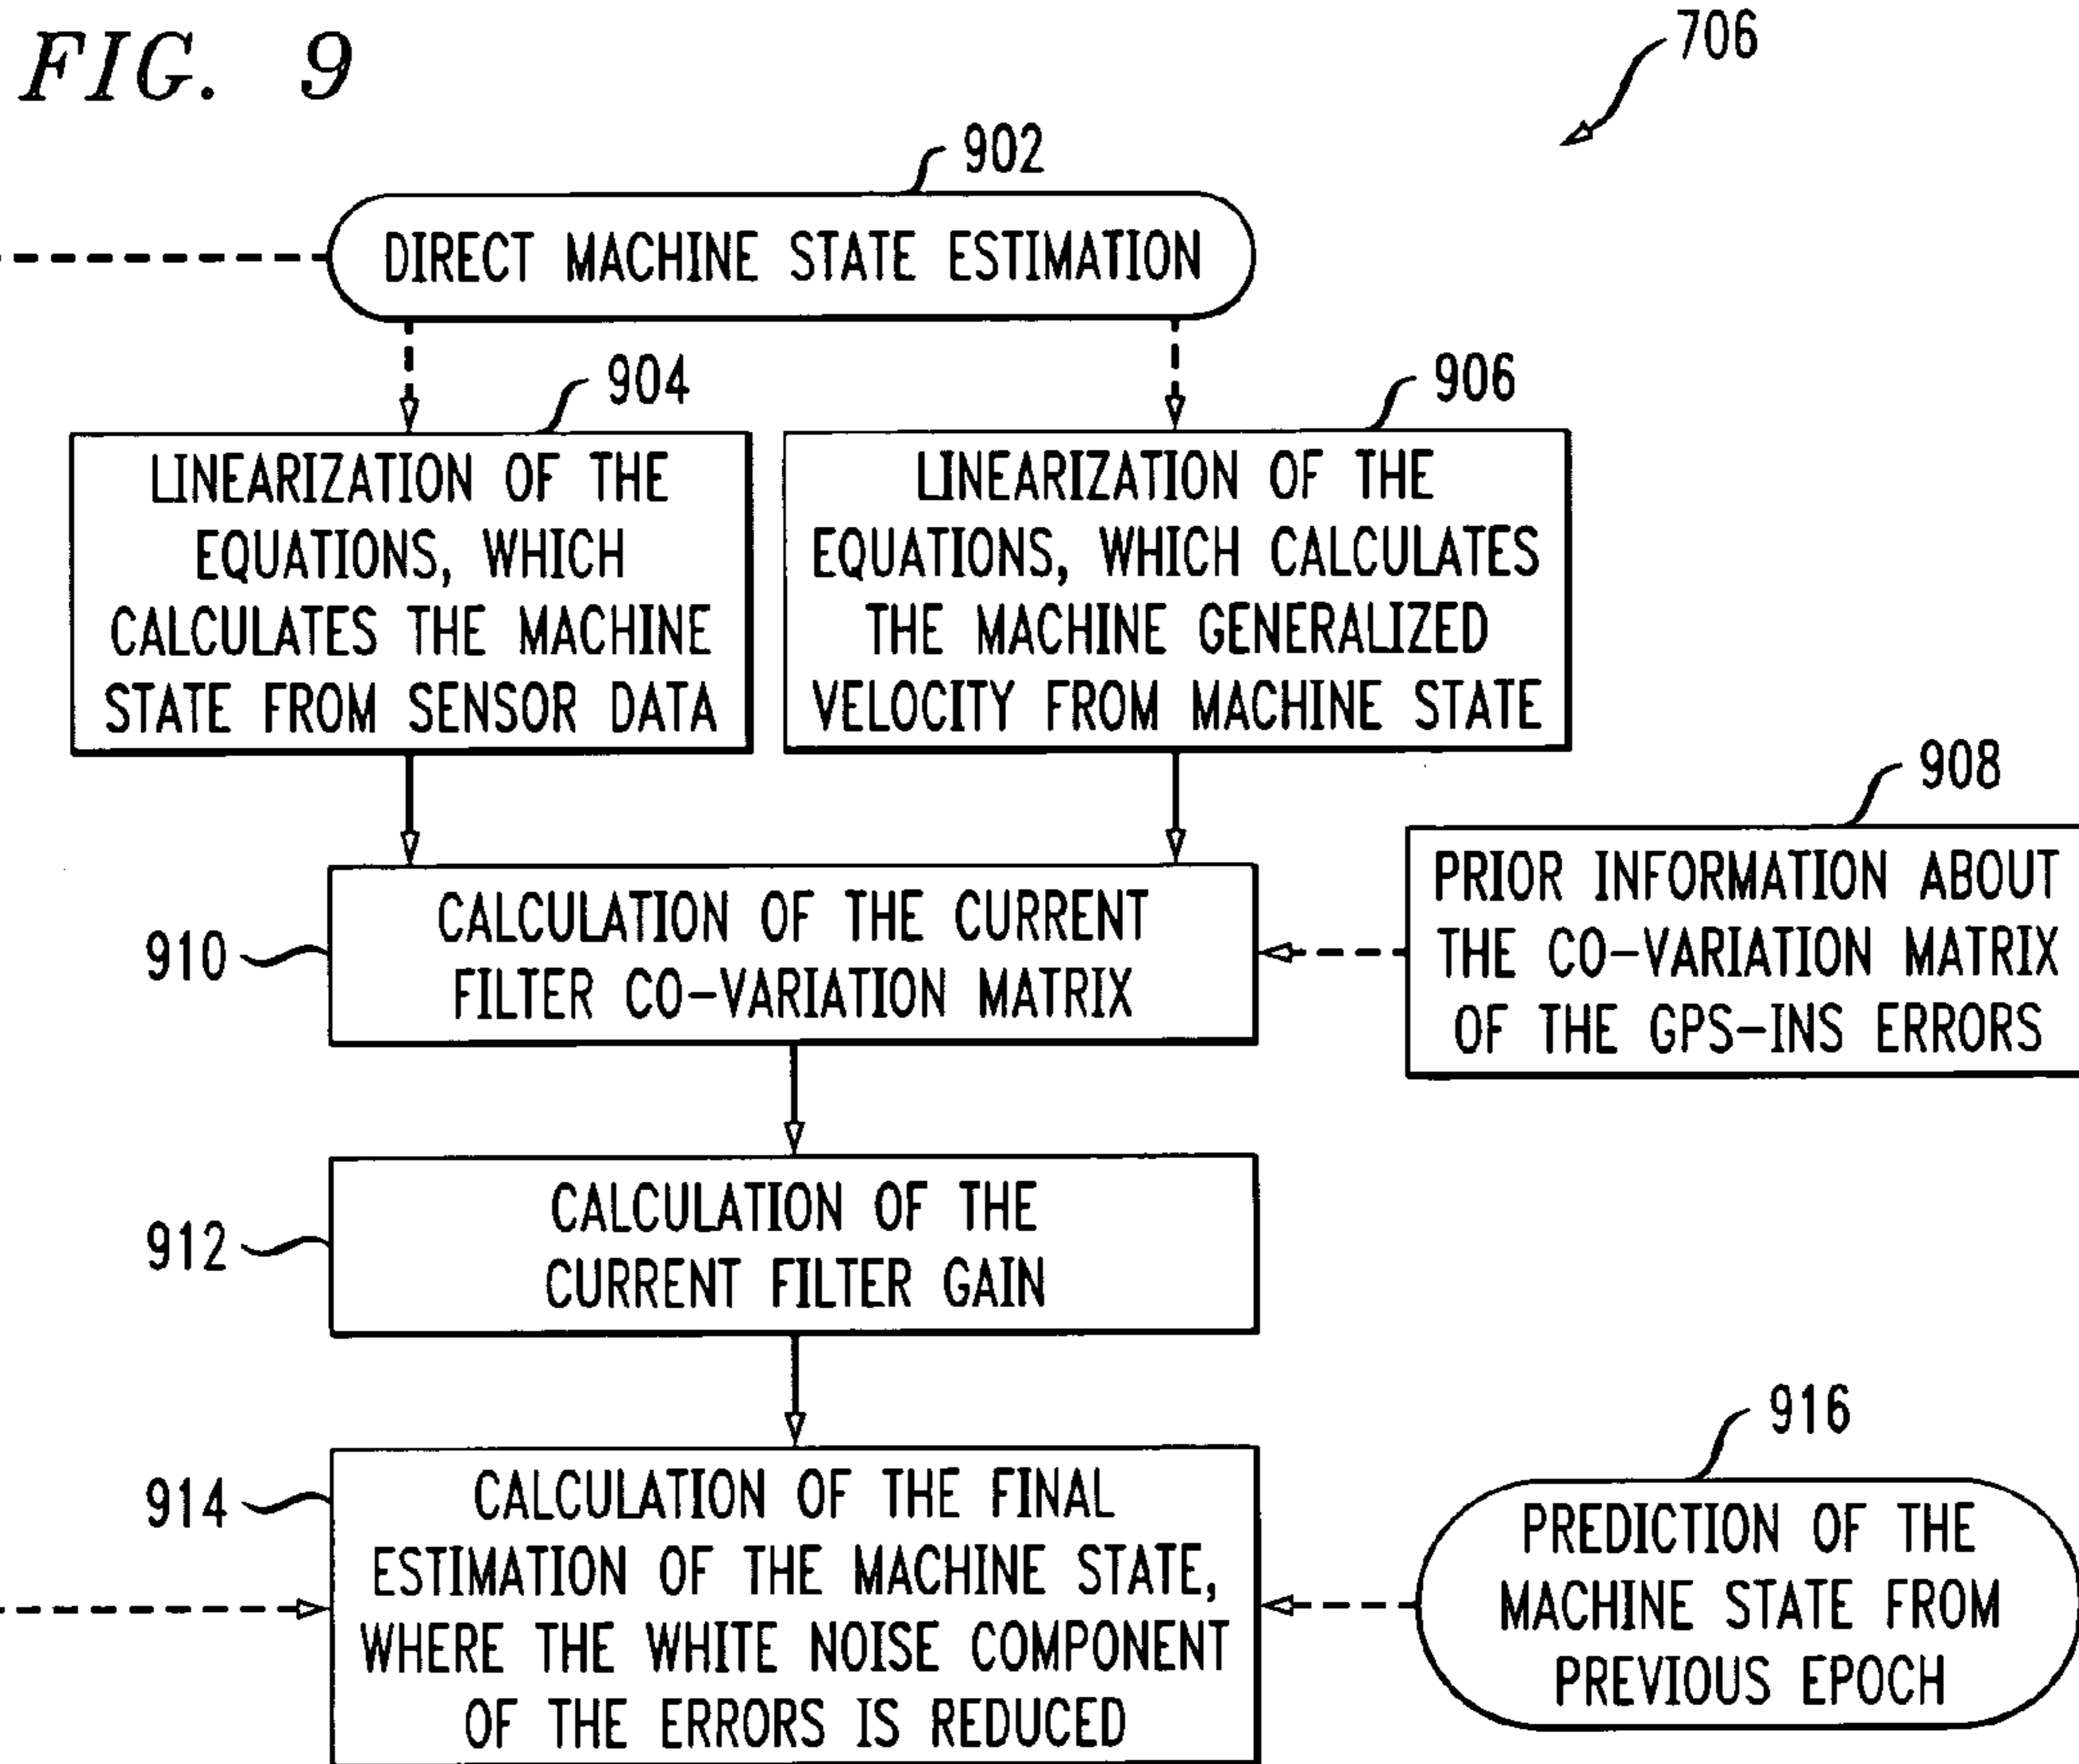 FIG. 9
706
902
DIRECT MACHINE STATE ESTIMATION
904
LINEARIZATION OF THE
EQUATIONS, WHICH
CALCULATES THE MACHINE
STATE FROM SENSOR DATA
906
LINEARIZATION OF THE
EQUATIONS, WHICH CALCULATES
THE MACHINE GENERALIZED
VELOCITY FROM MACHINE STATE
908
PRIOR INFORMATION ABOUT
THE CO-VARIATION MATRIX
OF THE GPS-INS ERRORS
910
CALCULATION OF THE CURRENT
FILTER CO-VARIATION MATRIX
912
CALCULATION OF THE
CURRENT FILTER GAIN
914
CALCULATION OF THE FINAL
ESTIMATION OF THE MACHINE STATE,
WHERE THE WHITE NOISE COMPONENT
OF THE ERRORS IS REDUCED
916
PREDICTION OF THE
MACHINE STATE FROM
PREVIOUS EPOCH